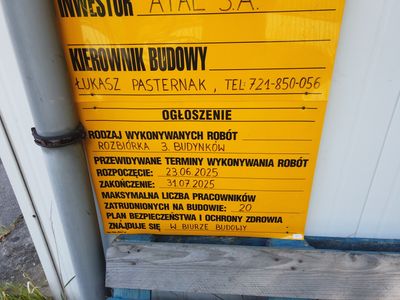 INWESTOR ATAL S.A.
KIEROWNIK BUDOWY
ŁUKASZ PASTERNAK, TEL: 721-850-056
OGŁOSZENIE
RODZAJ WYKONYWANYCH ROBÓT
ROZBIÓRKA 3. BUDYNKÓW
PRZEWIDYWANE TERMINY WYKONYWANIA ROBÓT
ROZPOCZĘCIE: 23.06.2025
ZAKOŃCZENIE: 31.07.2025
MAKSYMALNA LICZBA PRACOWNIKÓW
ZATRUDNIONYCH NA BUDOWIE: 20
PLAN BEZPIECZEŃSTWA I OCHRONY ZDROWIA
ZNAJDUJE SIĘ W BIURZE BUDOWY